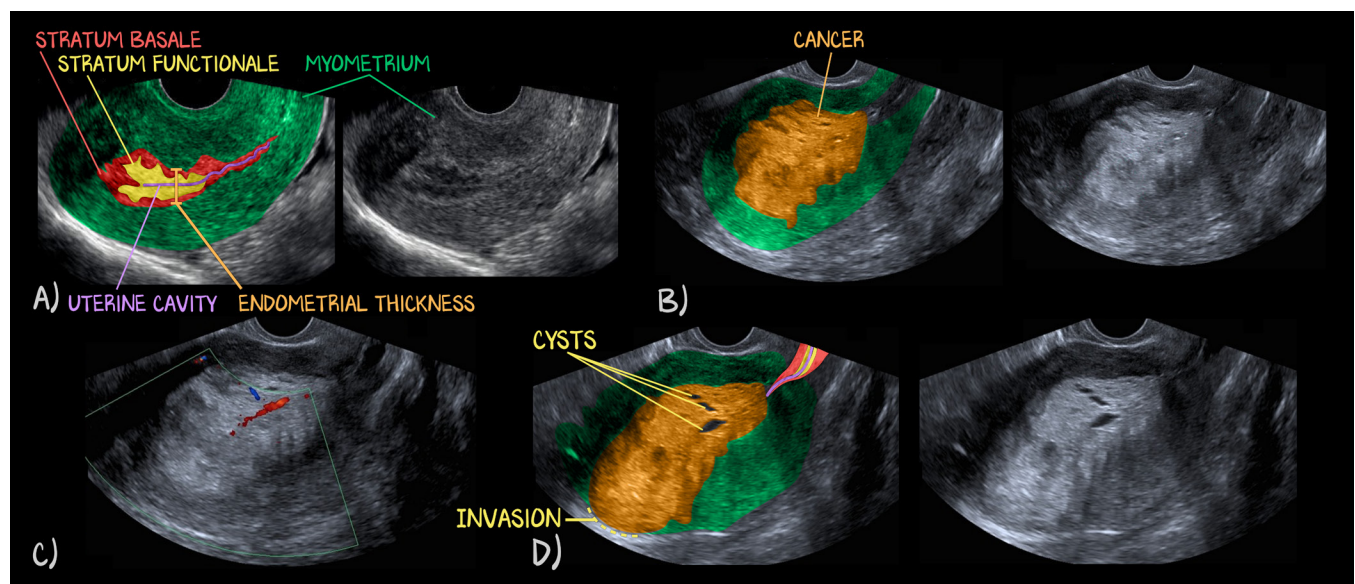 STRATUM BASALE
STRATUM FUNCTIONALE
MYOMETRIUM
A)
UTERINE CAVITY
ENDOMETRIAL THICKNESS
CANCER
B)
C)
CYSTS
INVASION
D)